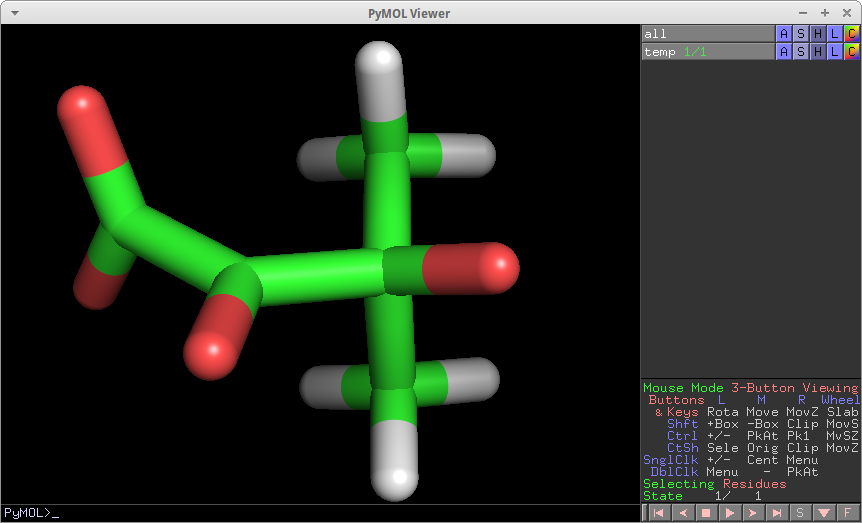 PyMOL Viewer
all A S H L C
temp 1/1 A S H L C
Mouse Mode 3-Button Viewing
Buttons L M R Wheel
& Keys Rota Move MovZ Slab
Shft +Box -Box Clip MovS
Ctrl +/- PkAt Pk1 MvSZ
CtSh Sele Orig Clip MovZ
SnglClk +/- Cent Menu
DblClk Menu - PkAt
Selecting Residues
State 1/ 1
PyMOL>_
S F